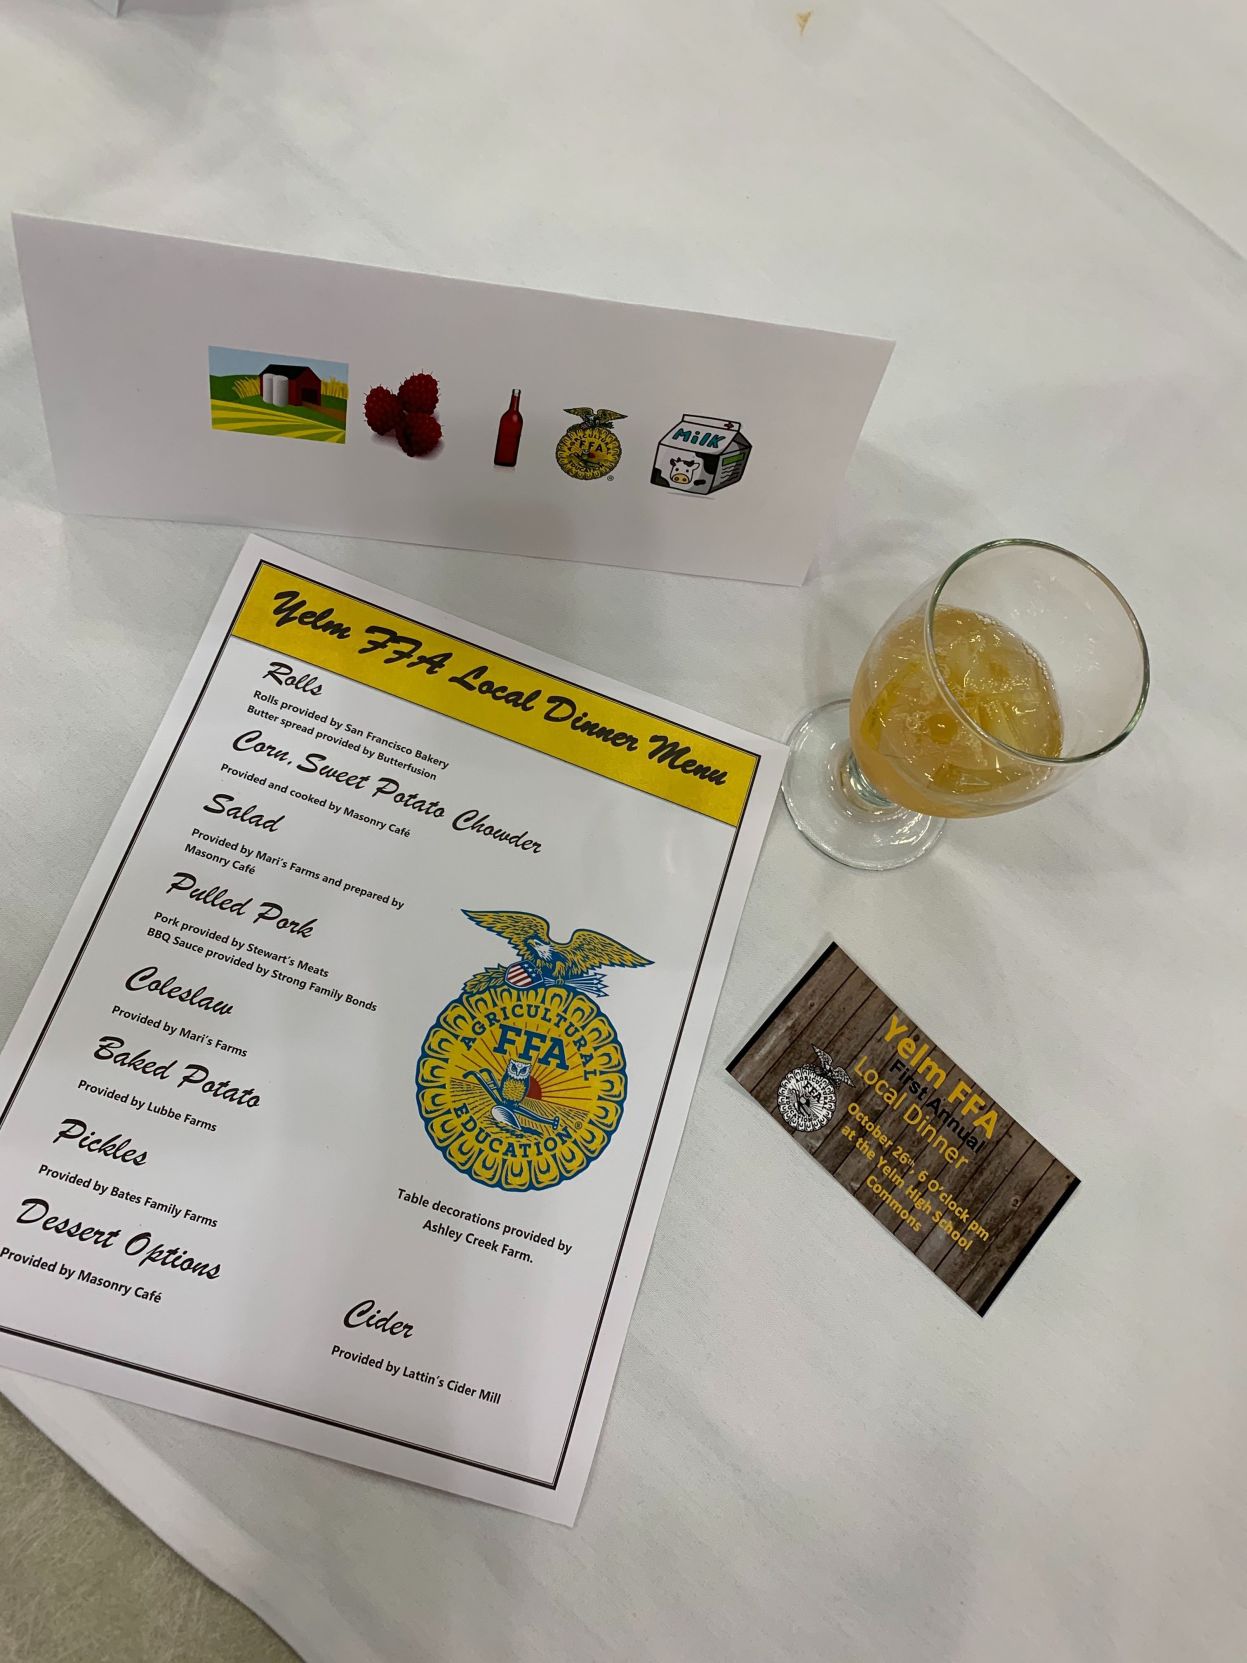 Milk
FFA
AGRICULTURAL
EDUCATION
Yelm FFA Local Dinner Menu
Rolls
Rolls provided by San Francisco Bakery
Butter spread provided by Butterfusion
Corn, Sweet Potato Chowder
Provided and cooked by Masonry Café
Salad
Provided by Mari's Farms and prepared by
Masonry Café
Pulled Pork
Pork provided by Stewart's Meats
BBQ Sauce provided by Strong Family Bonds
Coleslaw
Provided by Mari's Farms
Baked Potato
Provided by Lubbe Farms
Pickles
Provided by Bates Family Farms
Dessert Options
Provided by Masonry Café
AGRICULTURAL
FFA
EDUCATION
®
Table decorations provided by
Ashley Creek Farm.
Cider
Provided by Lattin's Cider Mill
Yelm FFA
First Annual
Local Dinner
October 26th, 6 O'clock pm
at the Yelm High School
Commons
FFA